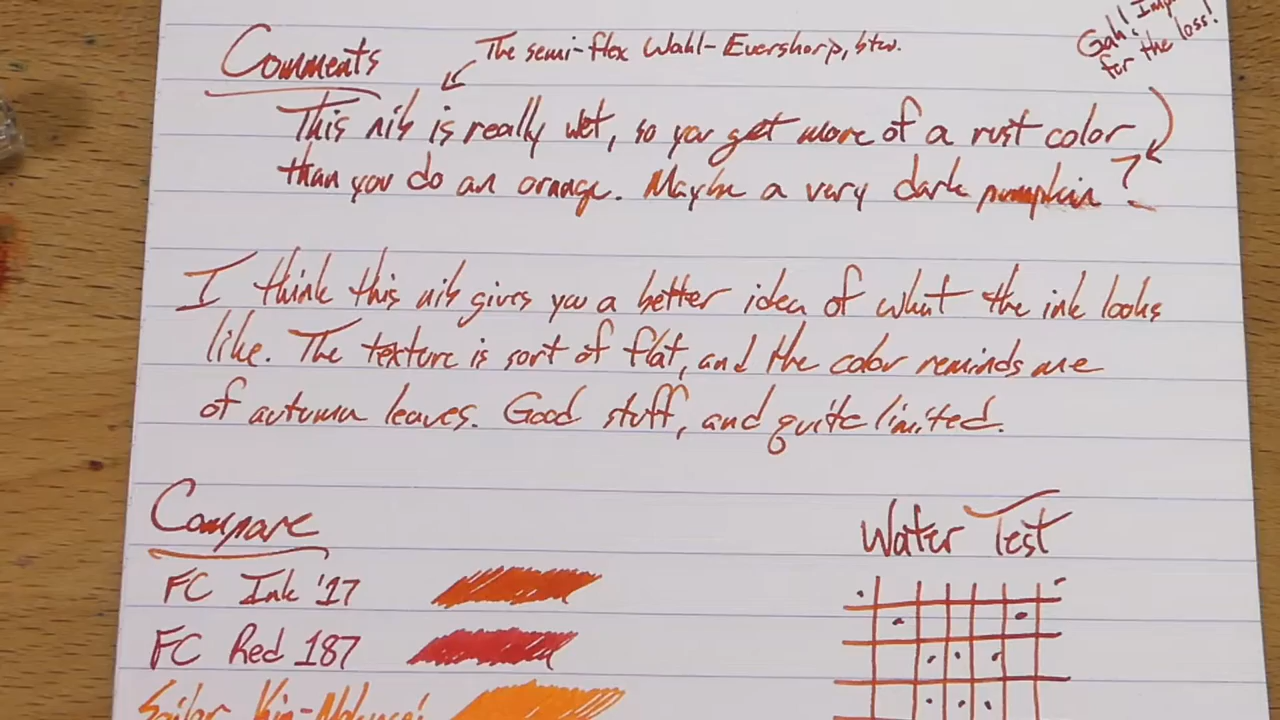 Gah!
for the loss!
Comments
The semi-flex Wahl-Eversharp, btw.
This nib is really wet, so you get more of a rust color
than you do an orange. Maybe a very dark pumpkin?
I think this nib gives you a better idea of what the ink looks
like. The texture is sort of flat, and the color reminds me
of autumn leaves. Good stuff, and quite limited.
Compare
Water Test
FC Ink '17
FC Red 187
Sailor Kin-Mokusei